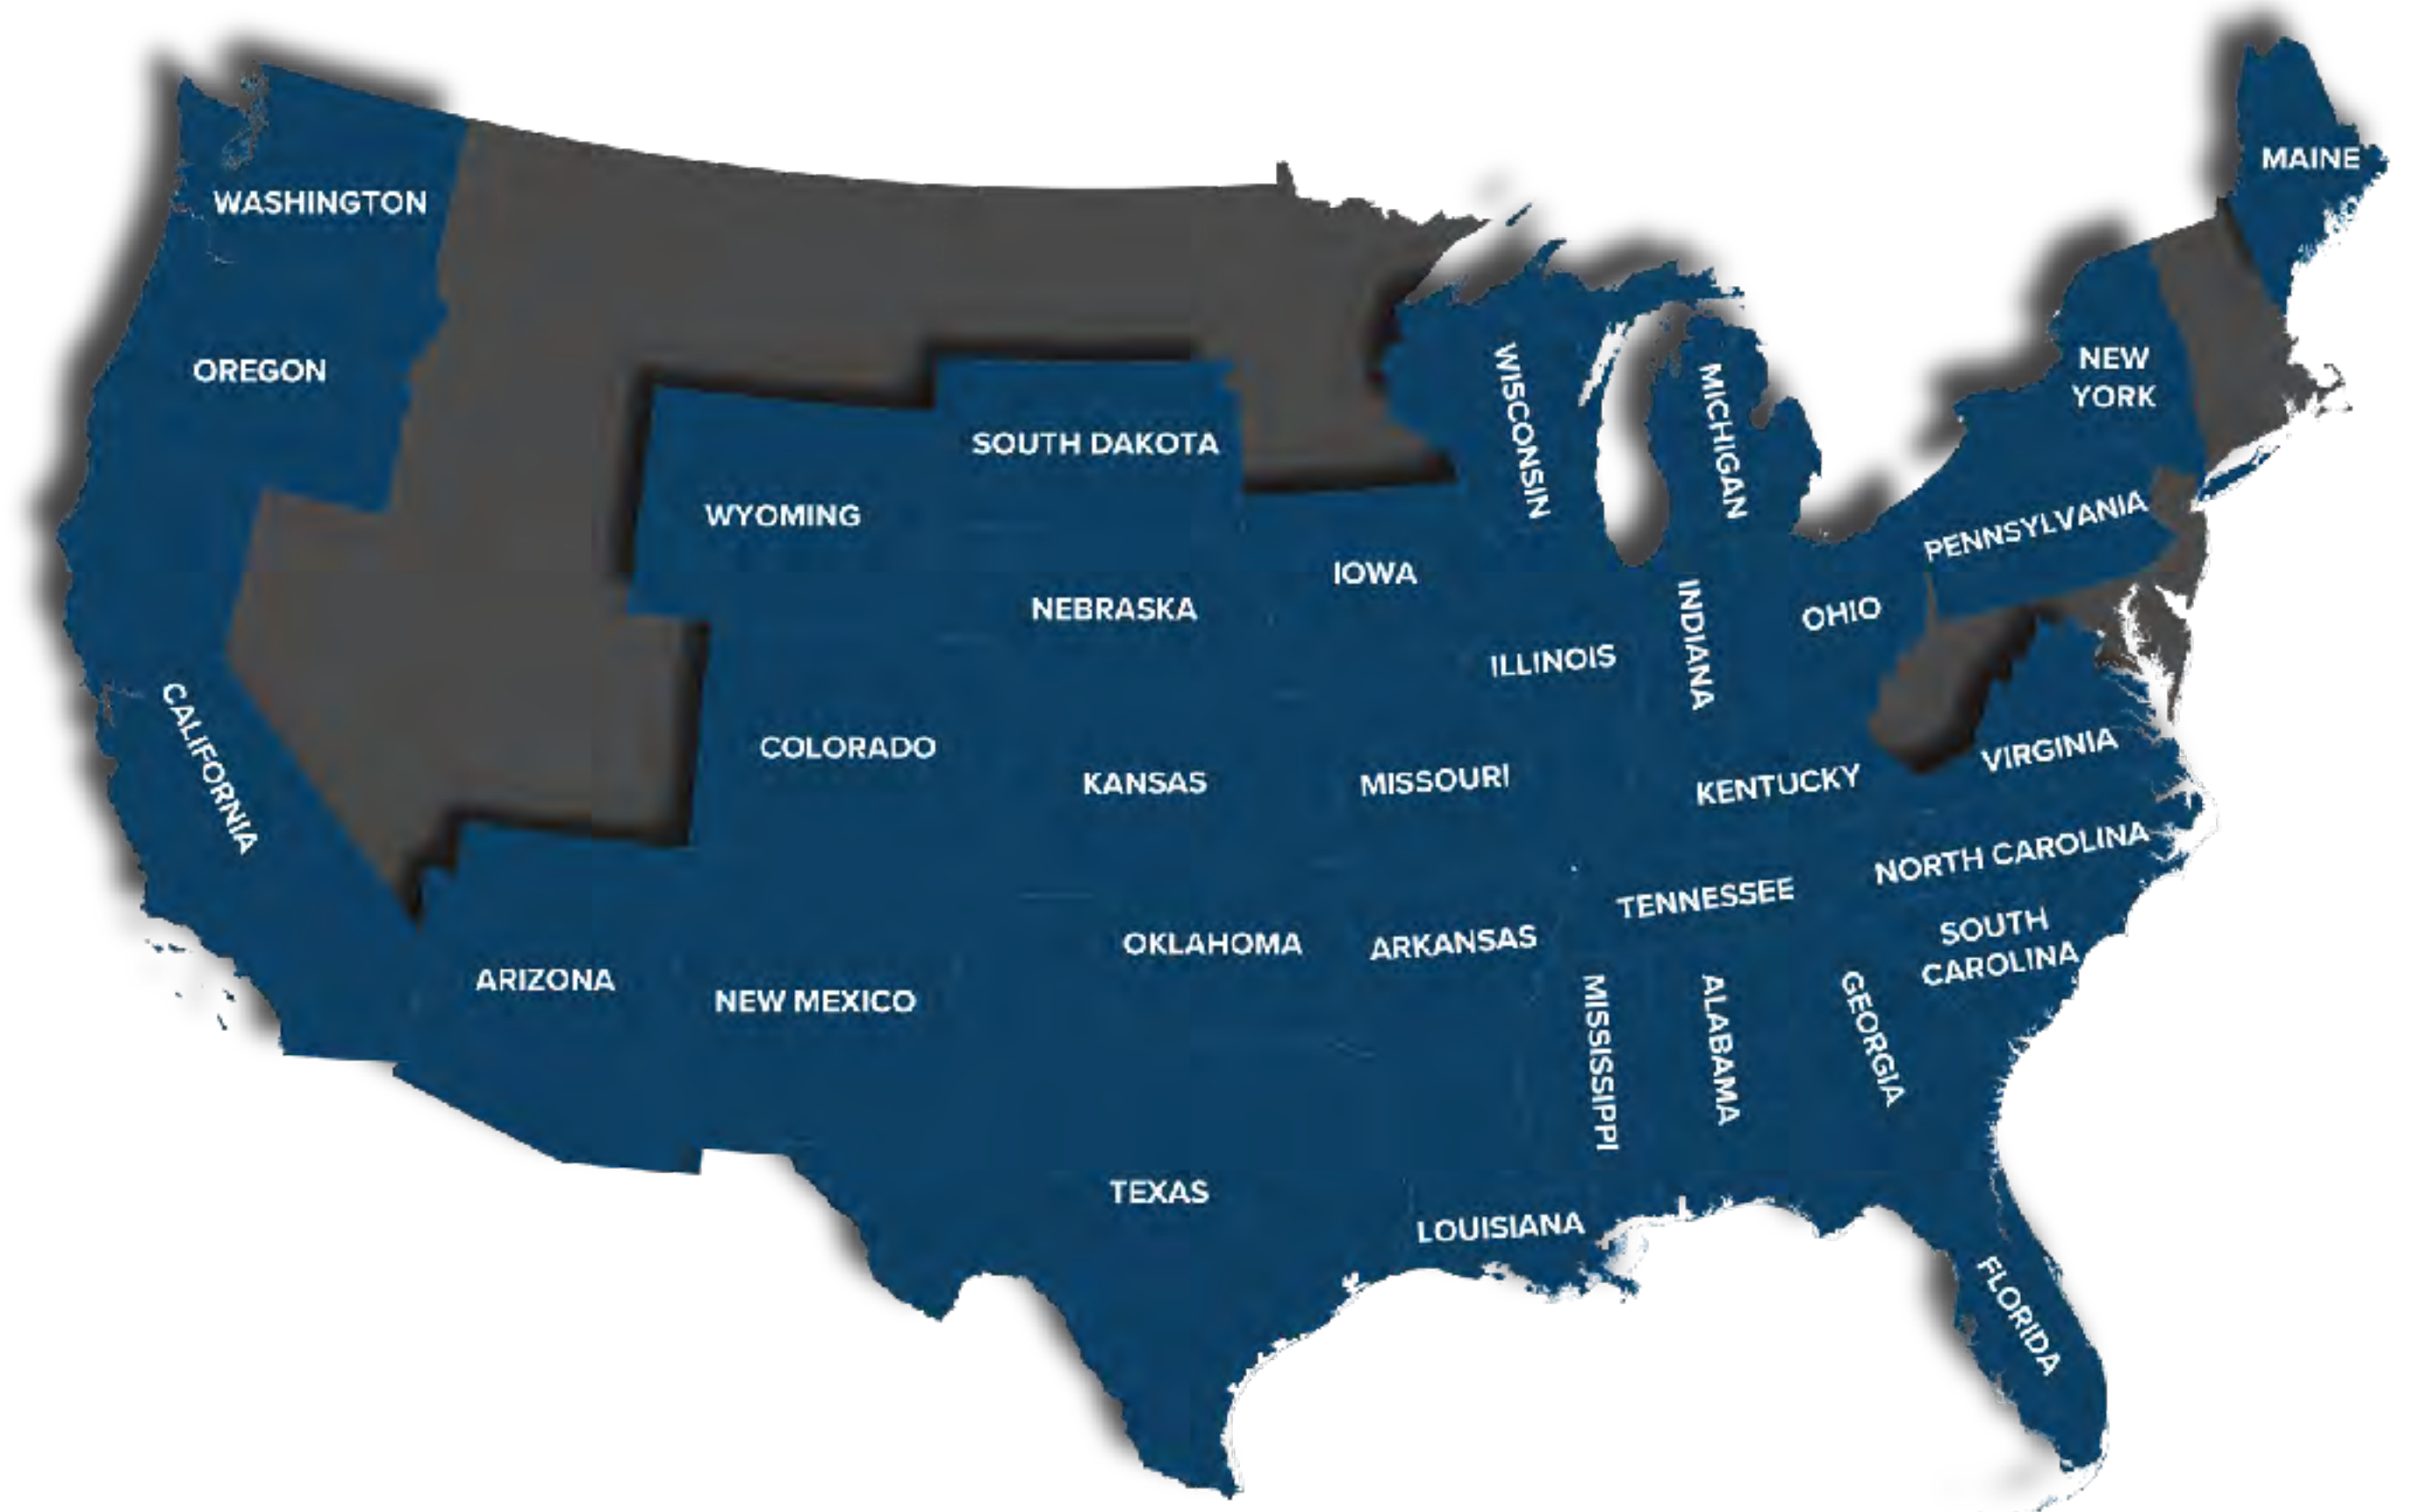 MAINE
WASHINGTON
OREGON
NEW
YORK
WISCONSIN
MICHIGAN
SOUTH DAKOTA
WYOMING
PENNSYLVANIA
IOWA
NEBRASKA
INDIANA
OHIO
ILLINOIS
CALIFORNIA
COLORADO
KANSAS
MISSOURI
KENTUCKY
VIRGINIA
NORTH CAROLINA
TENNESSEE
SOUTH
CAROLINA
OKLAHOMA
ARKANSAS
ARIZONA
NEW MEXICO
MISSISSIPPI
ALABAMA
GEORGIA
TEXAS
LOUISIANA
FLORIDA